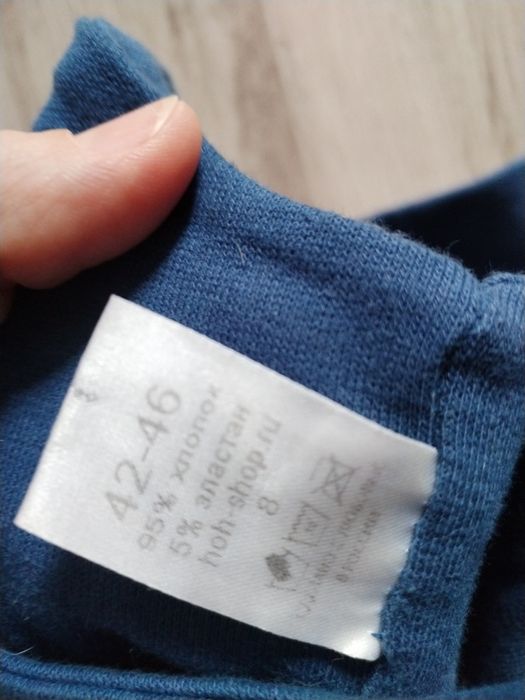 42-46
95% хлопок
5% эластан
hoh-shop.ru
8